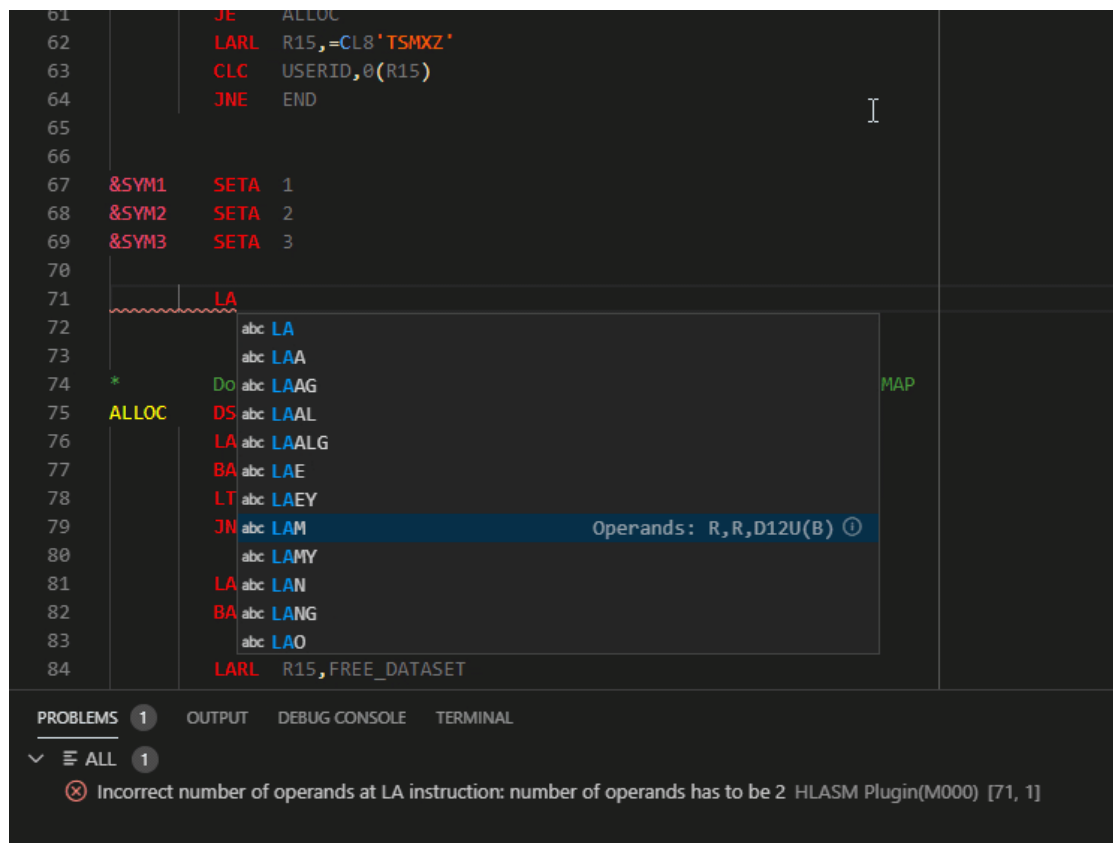 61 JE ALLOC
62 LARL R15,=CL8'TSMXZ'
63 CLC USERID,0(R15)
64 JNE END
65
66
67 &SYM1 SETA 1
68 &SYM2 SETA 2
69 &SYM3 SETA 3
70
71 LA
72 abc LA
73 abc LAA
74 * Do abc LAAG MAP
75 ALLOC DS abc LAAL
76 LA abc LAALG
77 BA abc LAE
78 LT abc LAEY
79 JN abc LAM Operands: R,R,D12U(B)
80 abc LAMY
81 LA abc LAN
82 BA abc LANG
83 abc LAO
84 LARL R15,FREE_DATASET
PROBLEMS 1 OUTPUT DEBUG CONSOLE TERMINAL
ALL 1
Incorrect number of operands at LA instruction: number of operands has to be 2 HLASM Plugin(M000) [71, 1]